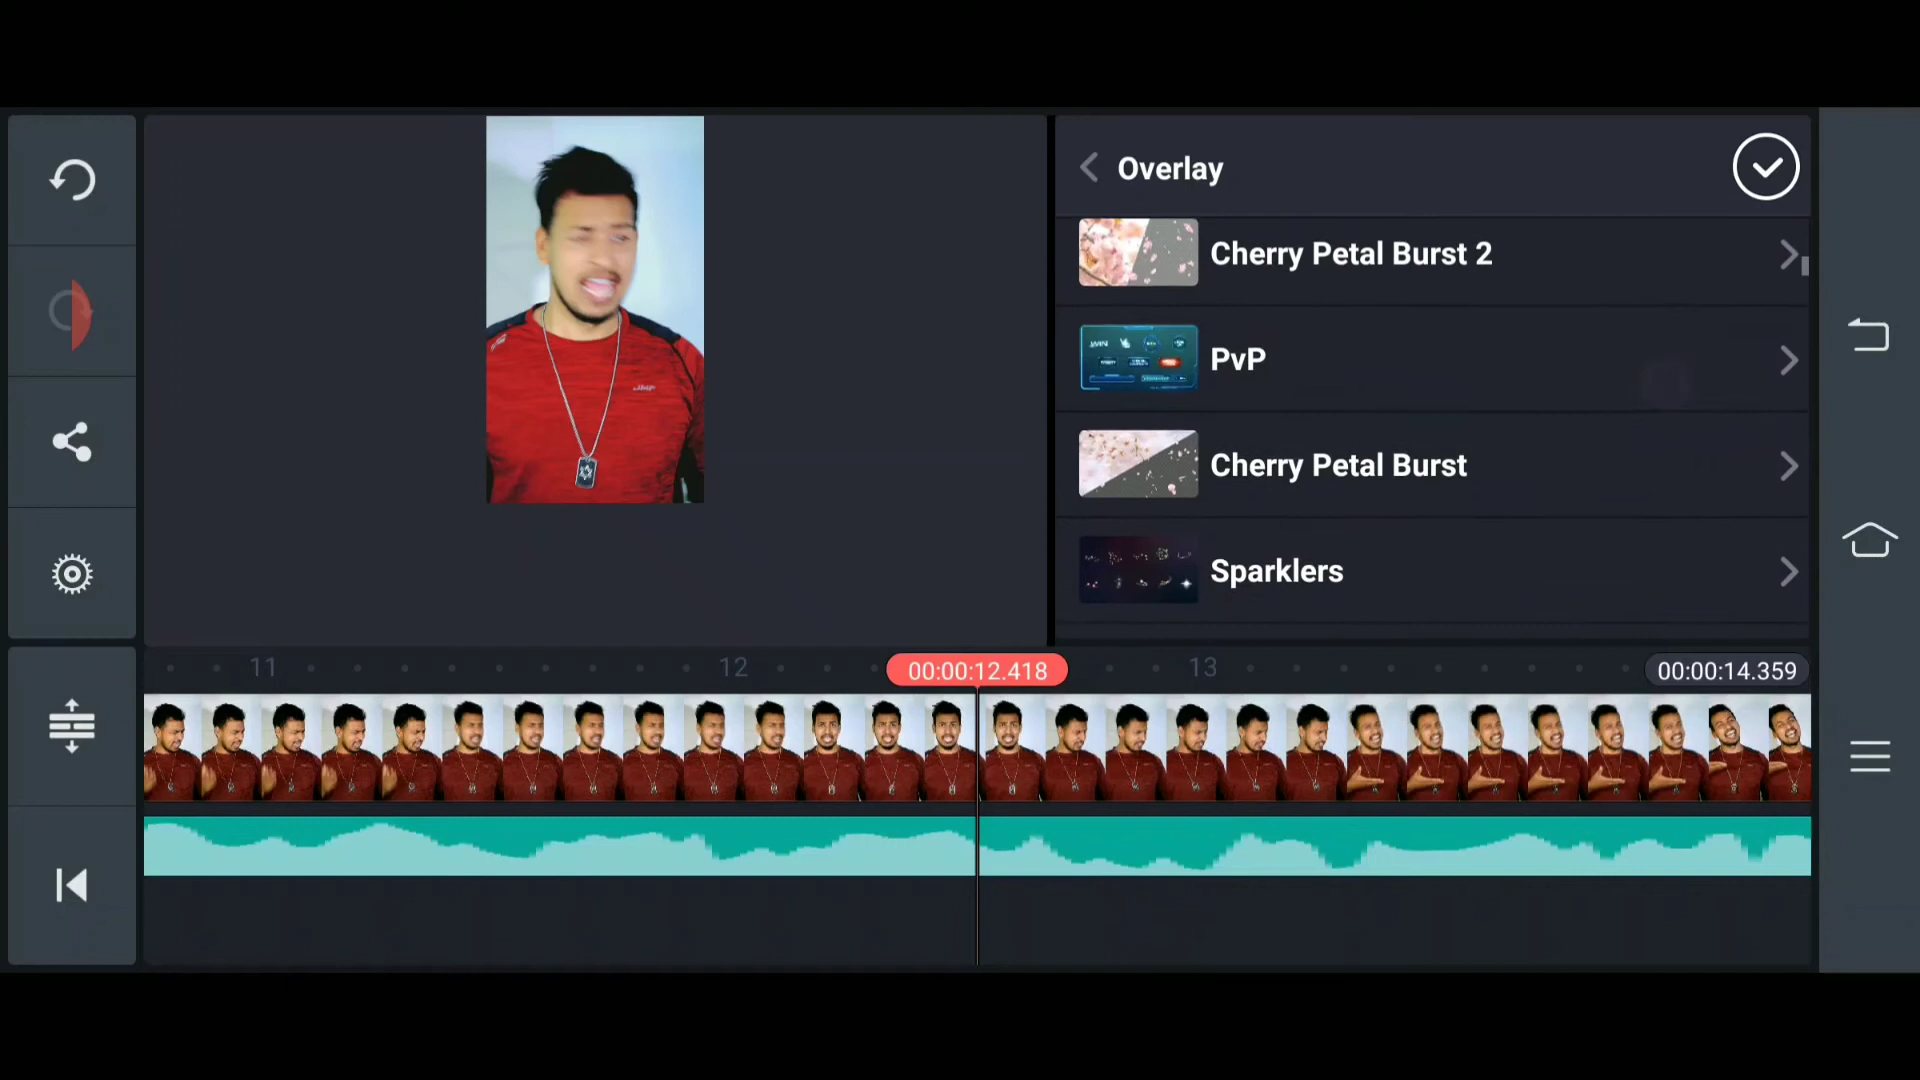 Overlay
Cherry Petal Burst 2
PvP
Cherry Petal Burst
Sparklers
11
12
00:00:12.418
13
00:00:14.359